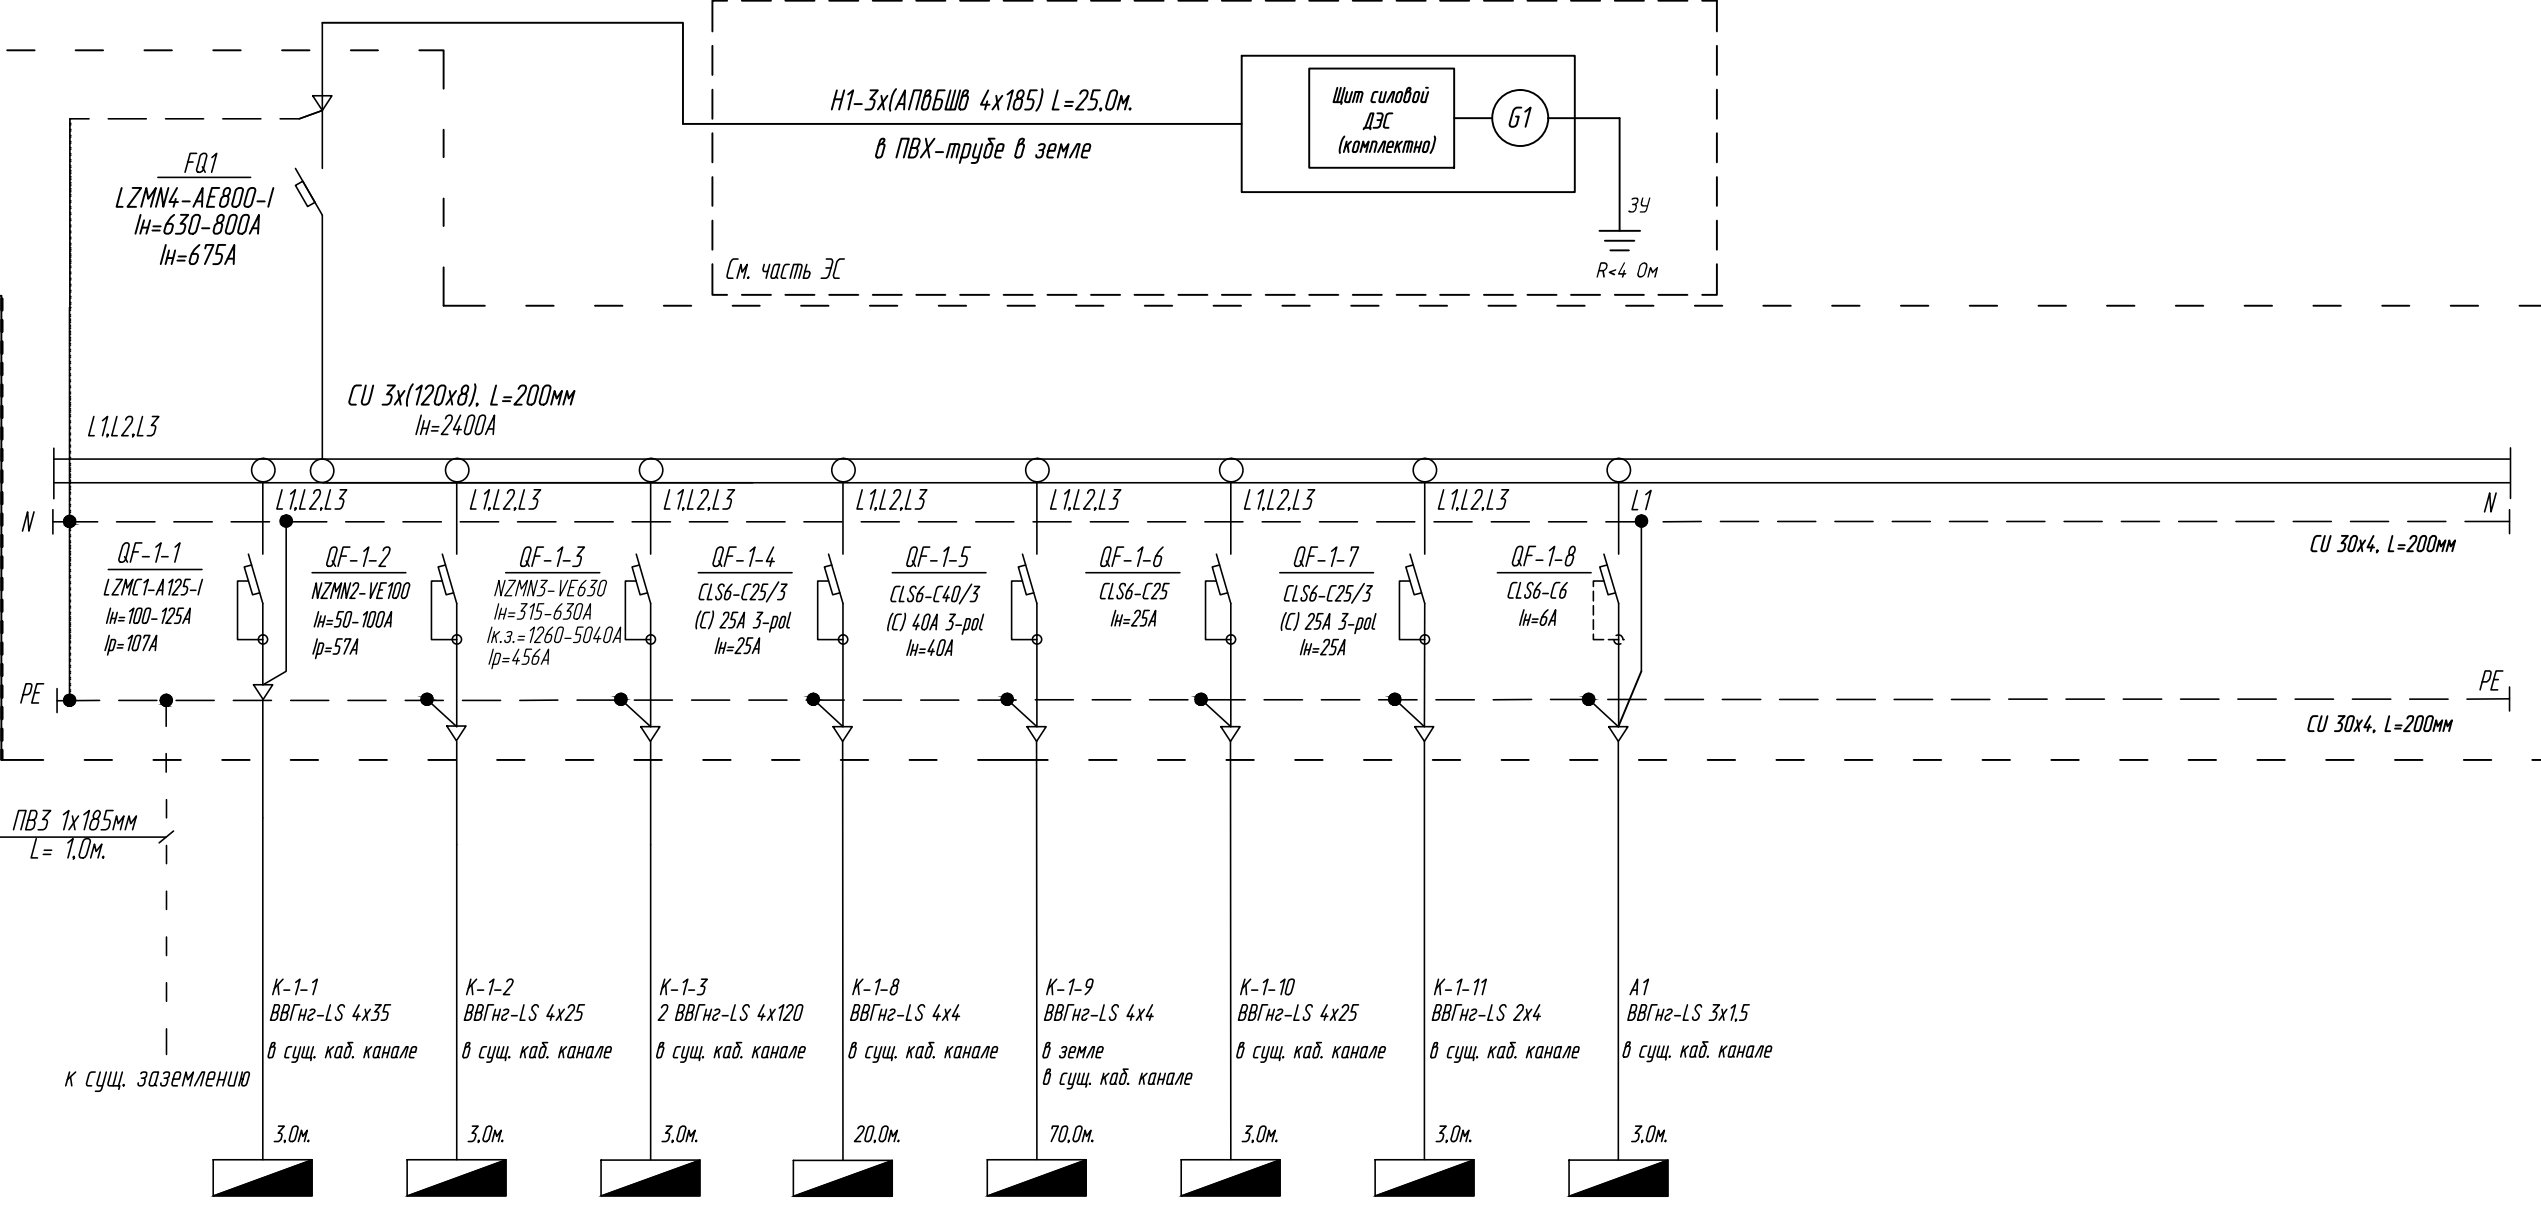 Н1-3х(АПвБШв 4х185) L=25,0м.
в ПВХ-трубе в земле
Щит силовой
ДЭС
(комплектно)
G1
ЗУ
R<4 Ом
См. часть ЭС
FQ1
LZMN4-AE800-I
Iн=630-800А
Iн=675А
CU 3х(120х8), L=200мм
Iн=2400А
L1,L2,L3
L1,L2,L3
L1,L2,L3
L1,L2,L3
L1,L2,L3
L1,L2,L3
L1,L2,L3
L1,L2,L3
L1
N
N
CU 30х4, L=200мм
QF-1-1
LZMC1-A125-I
Iн=100-125А
Iр=107А
QF-1-2
NZMN2-VE100
Iн=50-100А
Iр=57А
QF-1-3
NZMN3-VE630
Iн=315-630А
Iк.з.=1260-5040А
Iр=456А
QF-1-4
CLS6-C25/3
(С) 25А 3-pol
Iн=25А
QF-1-5
CLS6-C40/3
(С) 40А 3-pol
Iн=40А
QF-1-6
CLS6-C25
Iн=25А
QF-1-7
CLS6-C25/3
(С) 25А 3-pol
Iн=25А
QF-1-8
CLS6-C6
Iн=6А
PE
PE
CU 30х4, L=200мм
ПВ3 1х185мм
L= 1,0м.
к сущ. заземлению
К-1-1
ВВГнг-LS 4х35
в сущ. каб. канале
3,0м.
К-1-2
ВВГнг-LS 4х25
в сущ. каб. канале
3,0м.
К-1-3
2 ВВГнг-LS 4х120
в сущ. каб. канале
3,0м.
К-1-8
ВВГнг-LS 4х4
в сущ. каб. канале
20,0м.
К-1-9
ВВГнг-LS 4х4
в земле
в сущ. каб. канале
70,0м.
К-1-10
ВВГнг-LS 4х25
в сущ. каб. канале
3,0м.
К-1-11
ВВГнг-LS 2х4
в сущ. каб. канале
3,0м.
А1
ВВГнг-LS 3х1,5
в сущ. каб. канале
3,0м.